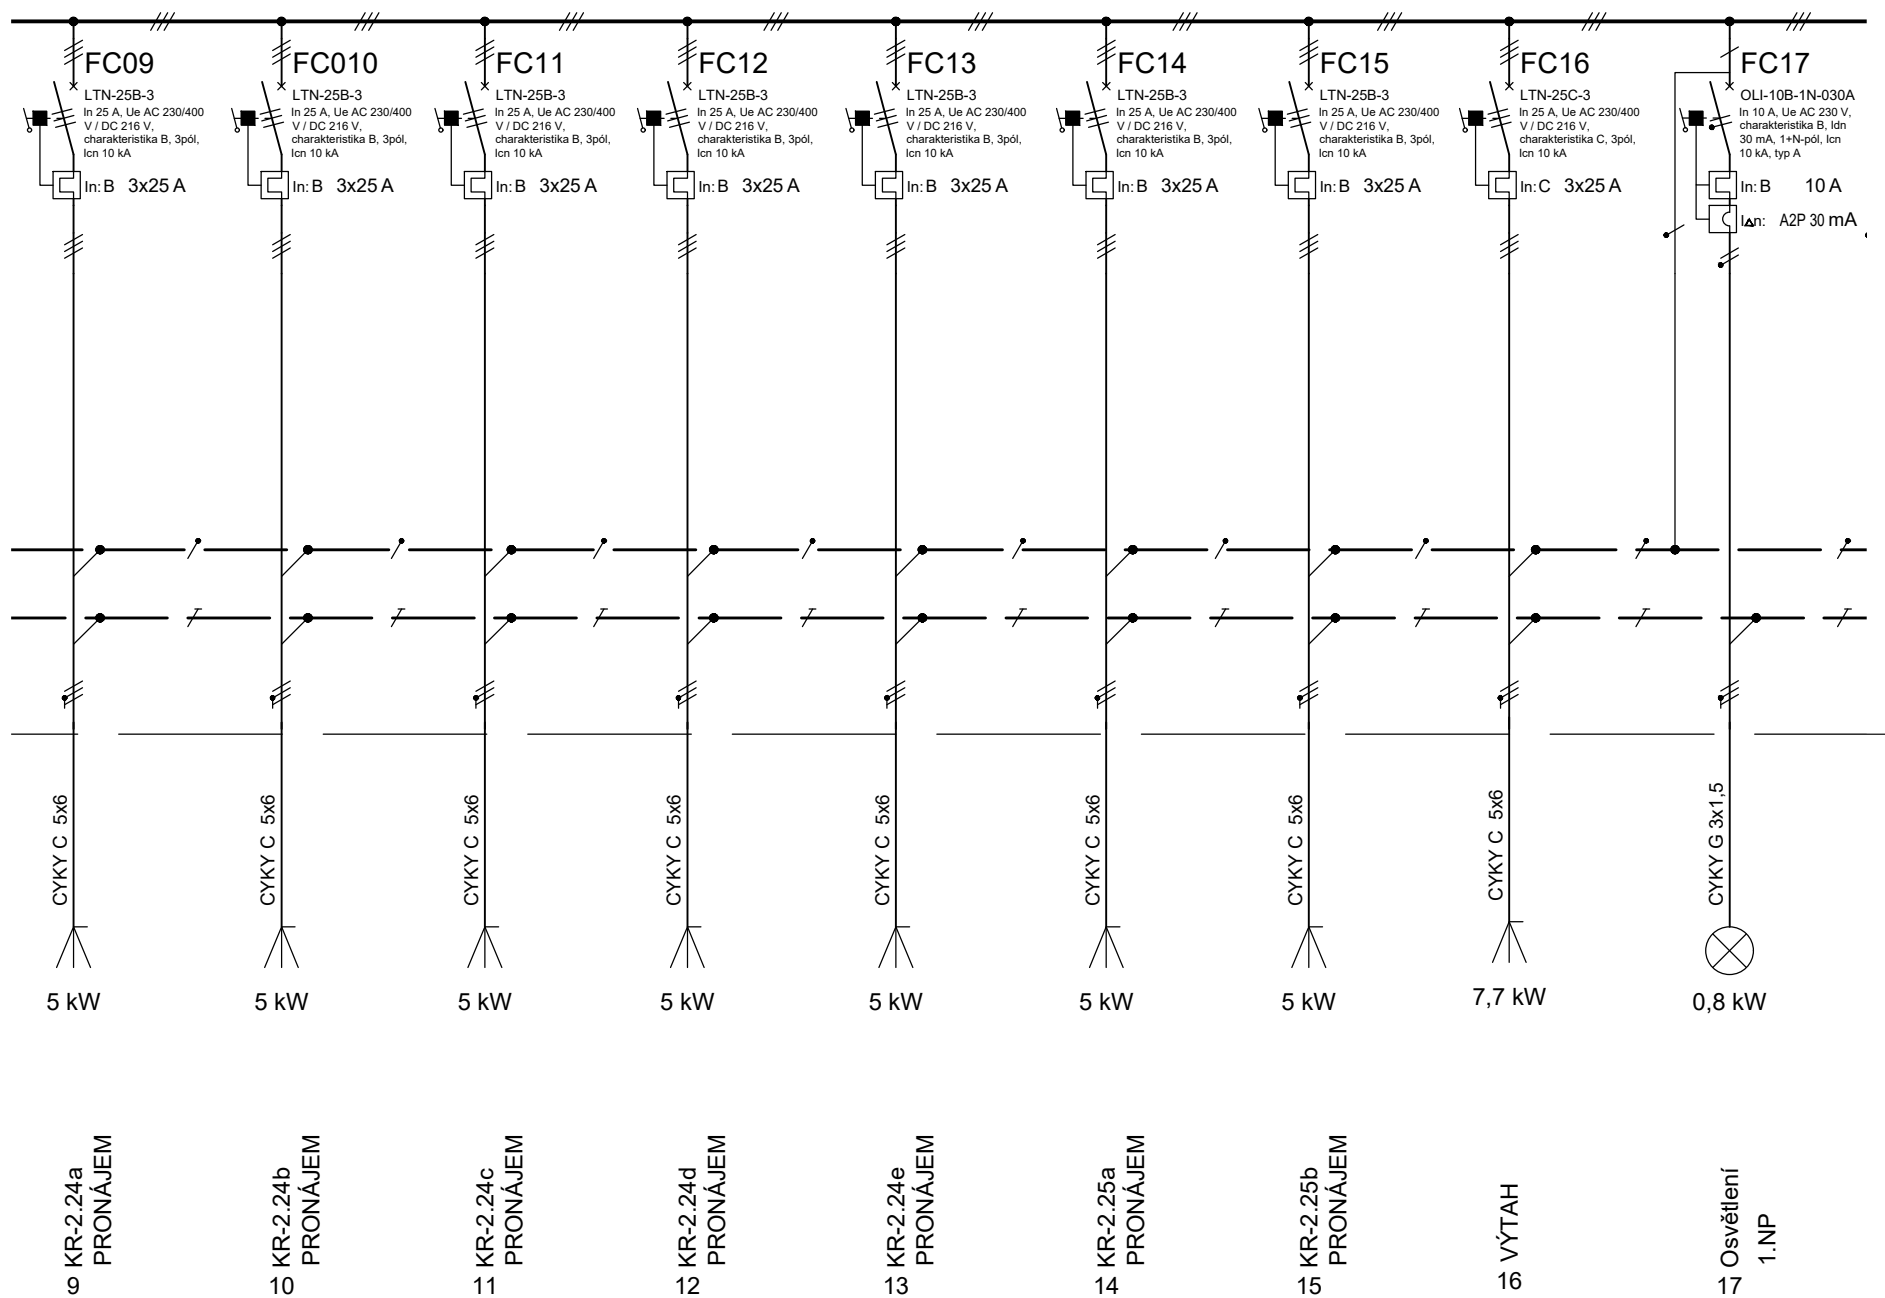 FC09
LTN-25B-3
In 25 A, Ue AC 230/400
V / DC 216 V,
charakteristika B, 3pól,
Icn 10 kA
In: B 3x25 A
FC010
LTN-25B-3
In 25 A, Ue AC 230/400
V / DC 216 V,
charakteristika B, 3pól,
Icn 10 kA
In: B 3x25 A
FC11
LTN-25B-3
In 25 A, Ue AC 230/400
V / DC 216 V,
charakteristika B, 3pól,
Icn 10 kA
In: B 3x25 A
FC12
LTN-25B-3
In 25 A, Ue AC 230/400
V / DC 216 V,
charakteristika B, 3pól,
Icn 10 kA
In: B 3x25 A
FC13
LTN-25B-3
In 25 A, Ue AC 230/400
V / DC 216 V,
charakteristika B, 3pól,
Icn 10 kA
In: B 3x25 A
FC14
LTN-25B-3
In 25 A, Ue AC 230/400
V / DC 216 V,
charakteristika B, 3pól,
Icn 10 kA
In: B 3x25 A
FC15
LTN-25B-3
In 25 A, Ue AC 230/400
V / DC 216 V,
charakteristika B, 3pól,
Icn 10 kA
In: B 3x25 A
FC16
LTN-25C-3
In 25 A, Ue AC 230/400
V / DC 216 V,
charakteristika C, 3pól,
Icn 10 kA
In: C 3x25 A
FC17
OLI-10B-1N-030A
In 10 A, Ue AC 230 V,
charakteristika B, Idn
30 mA, 1+N-pól, Icn
10 kA, typ A
In: B 10 A
IΔn: A2P 30 mA
CYKY C 5x6
CYKY C 5x6
CYKY C 5x6
CYKY C 5x6
CYKY C 5x6
CYKY C 5x6
CYKY C 5x6
CYKY C 5x6
CYKY G 3x1,5
5 kW
5 kW
5 kW
5 kW
5 kW
5 kW
5 kW
7,7 kW
0,8 kW
KR-2.24a
PRONÁJEM
9
KR-2.24b
PRONÁJEM
10
KR-2.24c
PRONÁJEM
11
KR-2.24d
PRONÁJEM
12
KR-2.24e
PRONÁJEM
13
KR-2.25a
PRONÁJEM
14
KR-2.25b
PRONÁJEM
15
VÝTAH
16
Osvětlení
1.NP
17